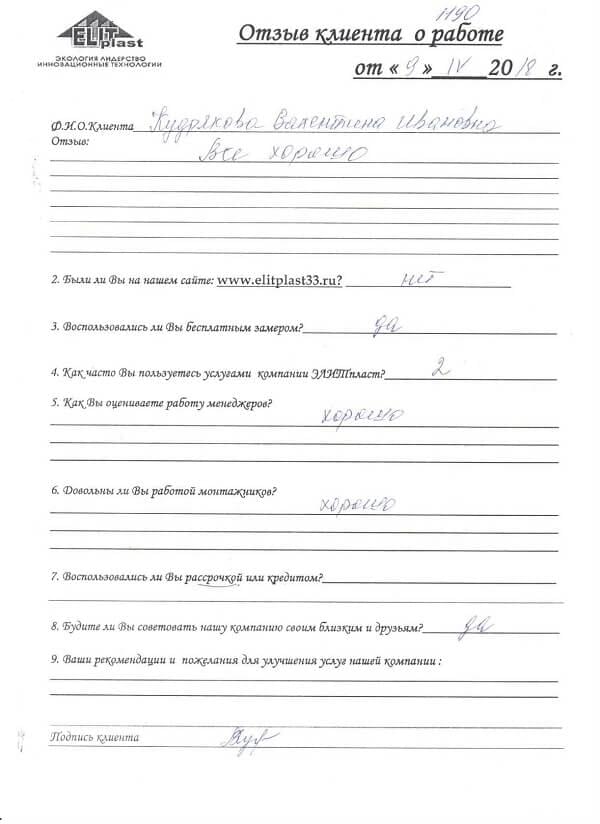 1190
ELIT
plast
ЭКОЛОГИЯ ЛИДЕРСТВО
ИННОВАЦИОННЫЕ ТЕХНОЛОГИИ
Отзыв клиента о работе
от « 9 » IV 2018 г.
Ф.И.О.Клиента Кудрякова Валентина Ивановна
Отзыв:
Все хорошо
2. Были ли Вы на нашем сайте: www.elitplast33.ru? нет
3. Воспользовались ли Вы бесплатным замером? да
4. Как часто Вы пользуетесь услугами компании ЭЛИТпласт? 2
5. Как Вы оцениваете работу менеджеров?
хорошо
6. Довольны ли Вы работой монтажников?
хорошо
7. Воспользовались ли Вы рассрочкой или кредитом?
8. Будите ли Вы советовать нашу компанию своим близким и друзьям? да
9. Ваши рекомендации и пожелания для улучшения услуг нашей компании :
Подпись клиента Куд